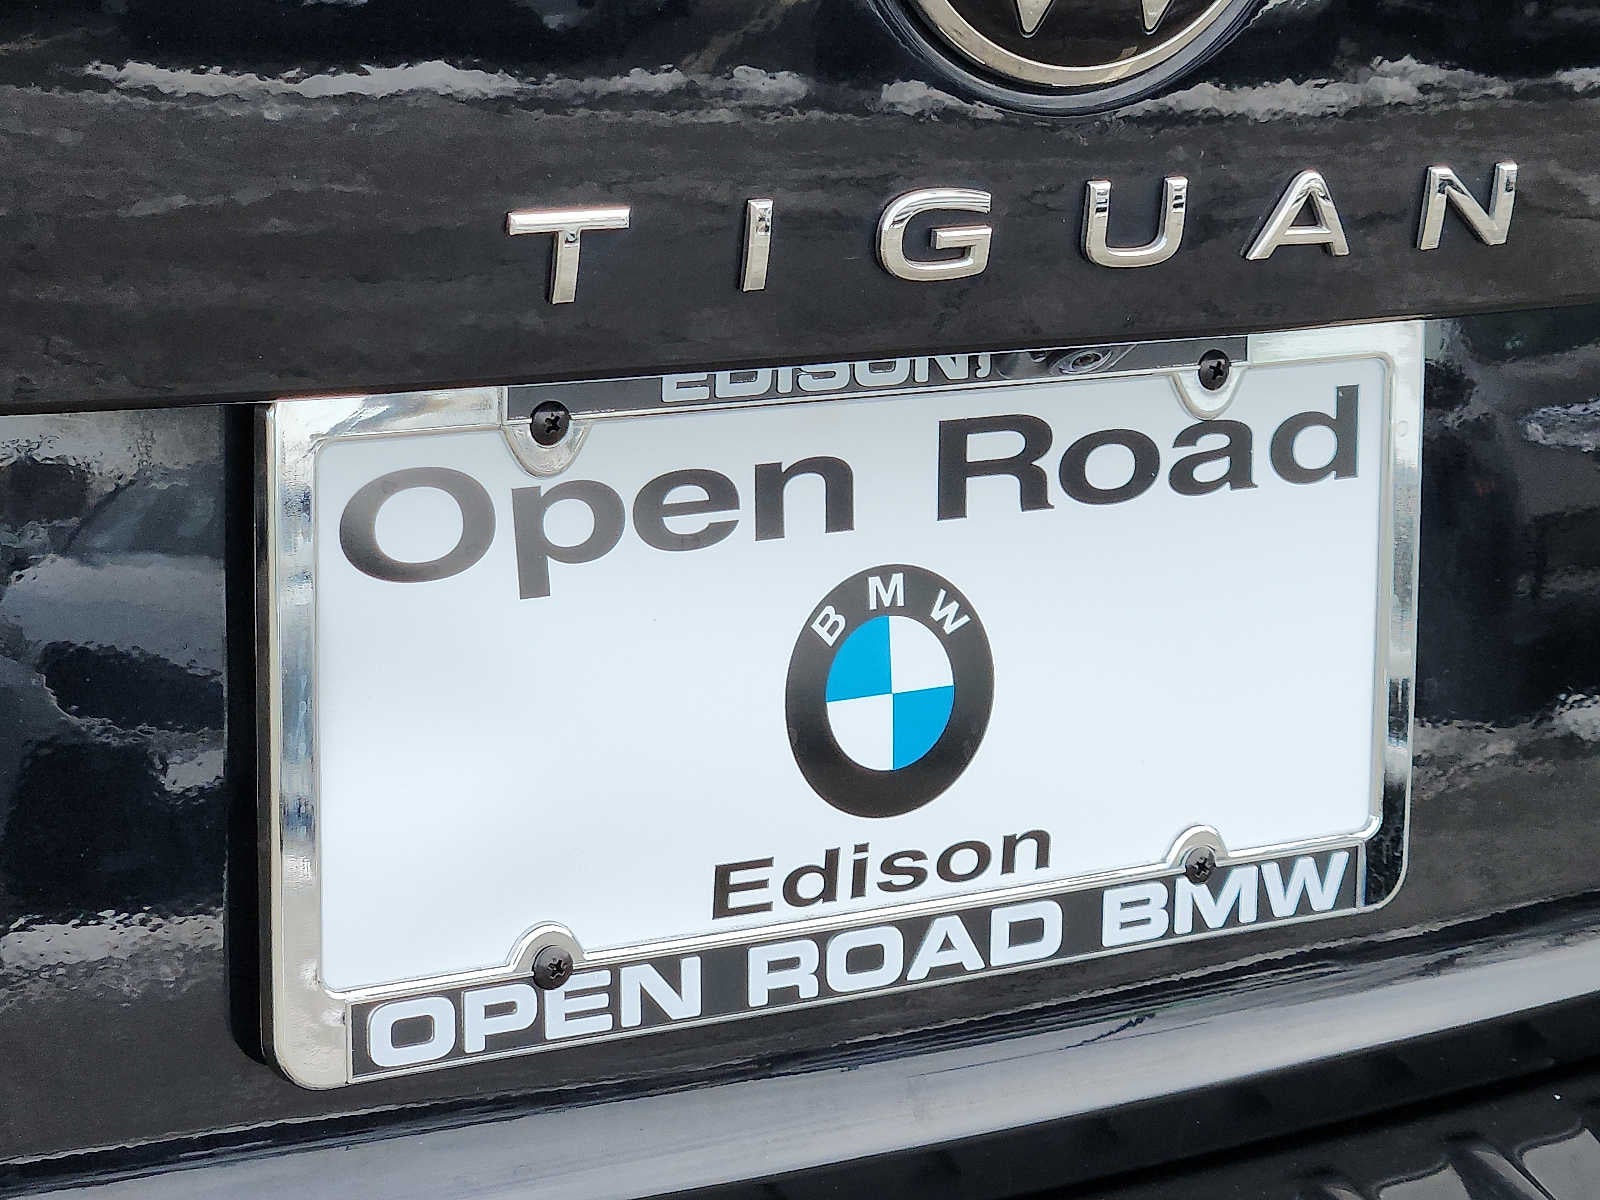 TIGUAN
EDISON,
Open Road
BMW
Edison
OPEN ROAD BMW